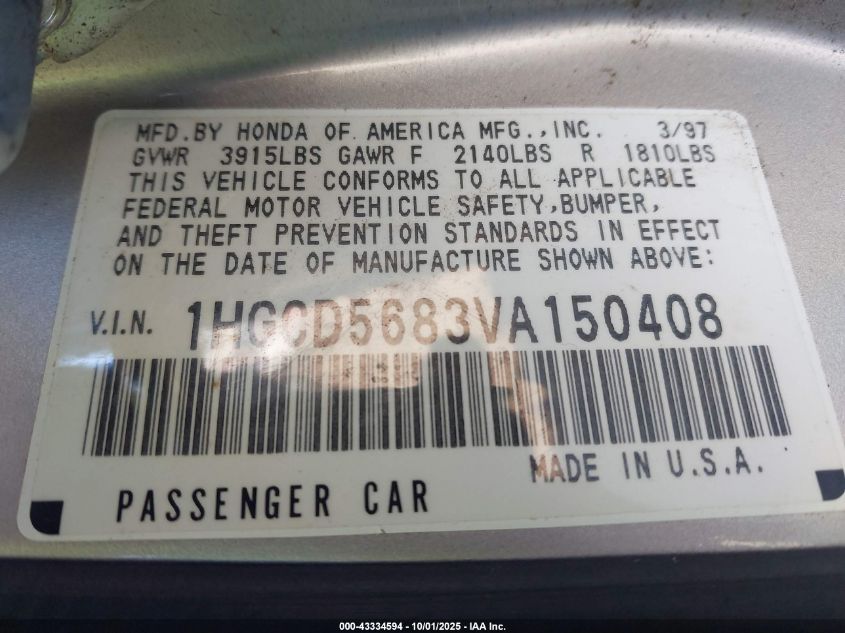 MFD.BY HONDA OF AMERICA MFG.,INC. 3/97
GVWR 3915LBS GAWR F 2140LBS R 1810LBS
THIS VEHICLE CONFORMS TO ALL APPLICABLE
FEDERAL MOTOR VEHICLE SAFETY,BUMPER,
AND THEFT PREVENTION STANDARDS IN EFFECT
ON THE DATE OF MANUFACTURE SHOWN ABOVE:
V.I.N. 1HGCD5683VA150408
MADE IN U.S.A.
PASSENGER CAR
000-43334594 - 10/01/2025 - IAA Inc.